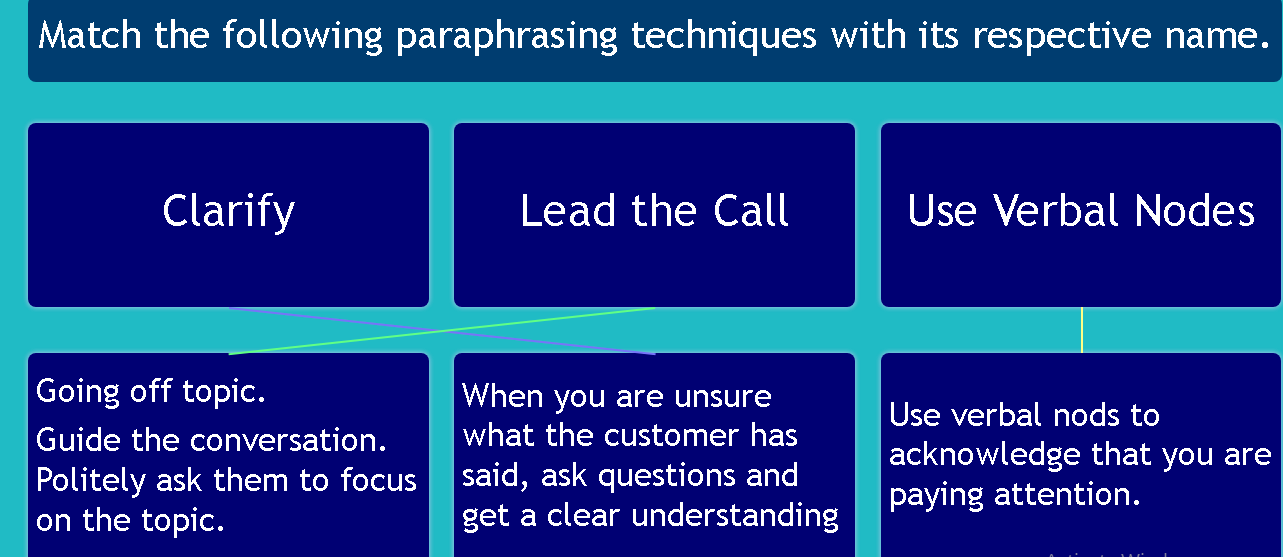 Match the following paraphrasing techniques with its respective name.
Clarify
Lead the Call
Use Verbal Nodes
Going off topic.
Guide the conversation.
Politely ask them to focus
on the topic.
When you are unsure
what the customer has
said, ask questions and
get a clear understanding
Use verbal nods to
acknowledge that you are
paying attention.